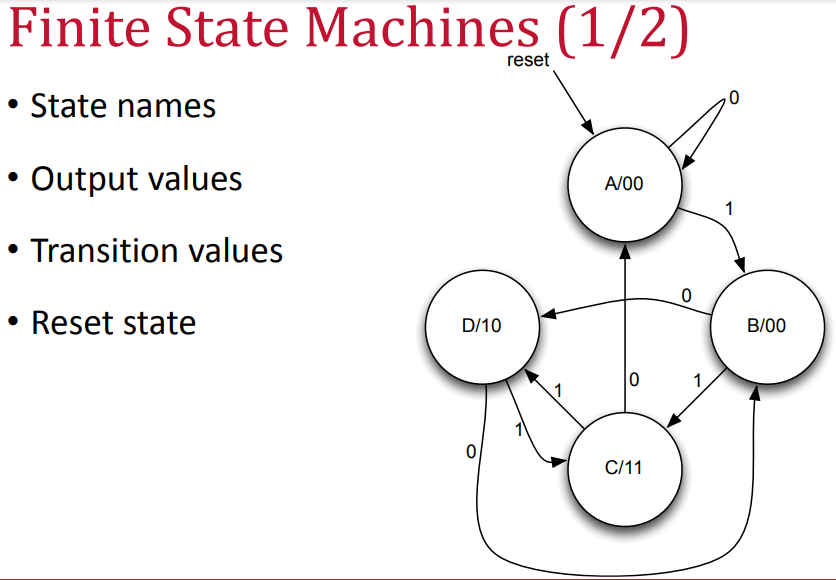 Finite State Machines (1/2)
• State names
• Output values
• Transition values
• Reset state
reset
0
A/00
1
0
D/10
B/00
0
1
1
1
0
C/11